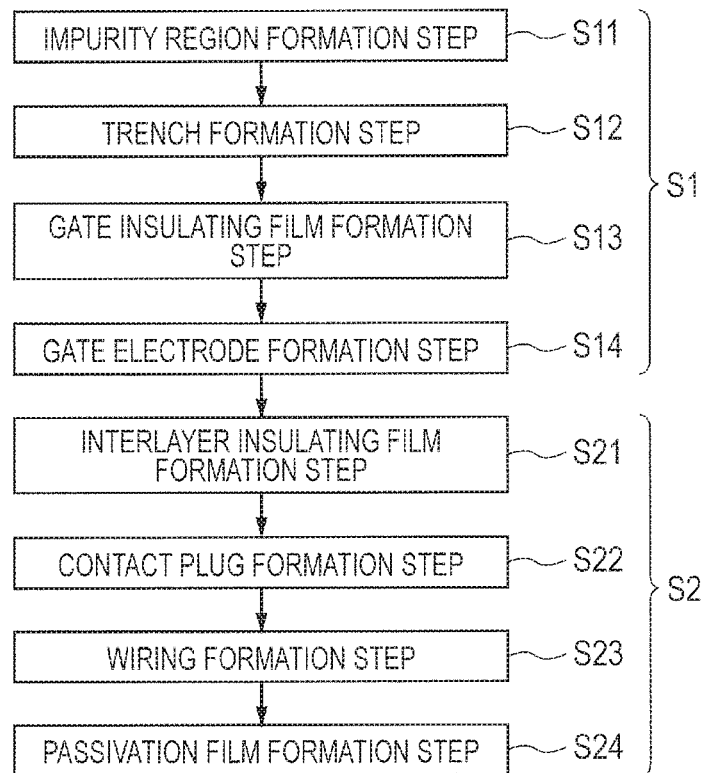 IMPURITY REGION FORMATION STEP
S11
TRENCH FORMATION STEP
S12
S1
GATE INSULATING FILM FORMATION
STEP
S13
GATE ELECTRODE FORMATION STEP
S14
INTERLAYER INSULATING FILM
FORMATION STEP
S21
CONTACT PLUG FORMATION STEP
S22
S2
WIRING FORMATION STEP
S23
PASSIVATION FILM FORMATION STEP
S24